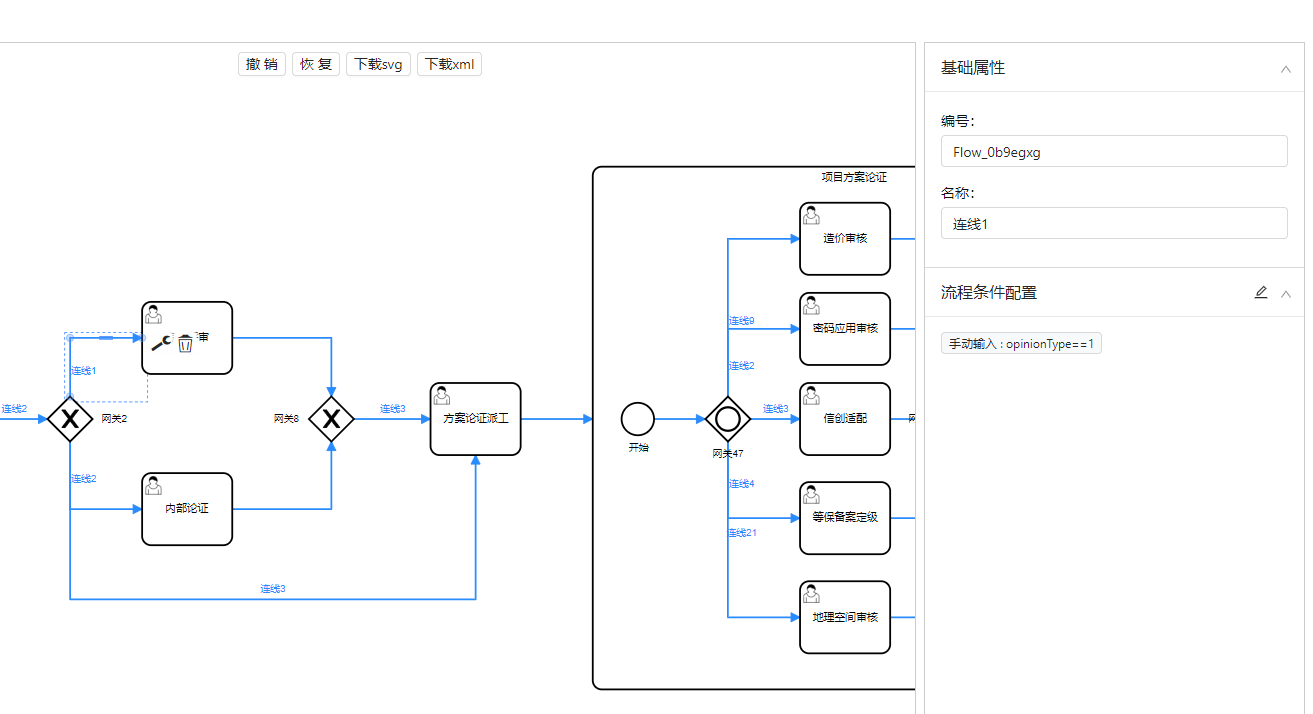 撤 销
恢 复
下载svg
下载xml
项目方案论证
造价审核
连线9
密码应用审核
审
连线1
连线2
连线2
网关2
网关8
连线3
方案论证派工
开始
连线3
信创适配
网关47
连线2
内部论证
连线4
等保备案定级
连线21
连线3
地理空间审核
基础属性
编号:
Flow_0b9egxg
名称:
连线1
流程条件配置
手动输入 : opinionType==1